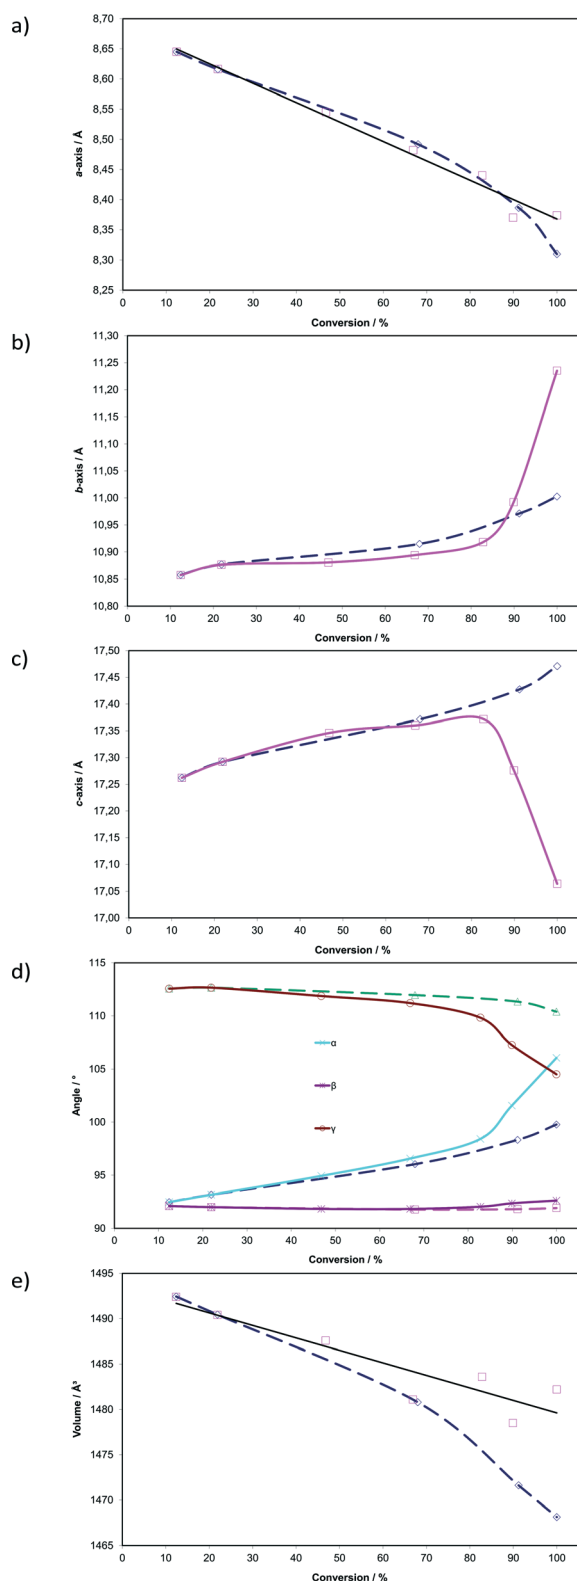 a)
8,70
8,65
8,60
8,55
8,50
8,45
8,40
8,35
8,30
8,25
a-axis / Å
0 10 20 30 40 50 60 70 80 90 100
Conversion / %
b)
11,30
11,25
11,20
11,15
11,10
11,05
11,00
10,95
10,90
10,85
10,80
b-axis / Å
0 10 20 30 40 50 60 70 80 90 100
Conversion / %
c)
17,50
17,45
17,40
17,35
17,30
17,25
17,20
17,15
17,10
17,05
17,00
c-axis / Å
0 10 20 30 40 50 60 70 80 90 100
Conversion / %
d)
115
110
105
100
95
90
Angle / °
α
β
γ
0 10 20 30 40 50 60 70 80 90 100
Conversion / %
e)
1495
1490
1485
1480
1475
1470
1465
Volume / Å³
0 10 20 30 40 50 60 70 80 90 100
Conversion / %